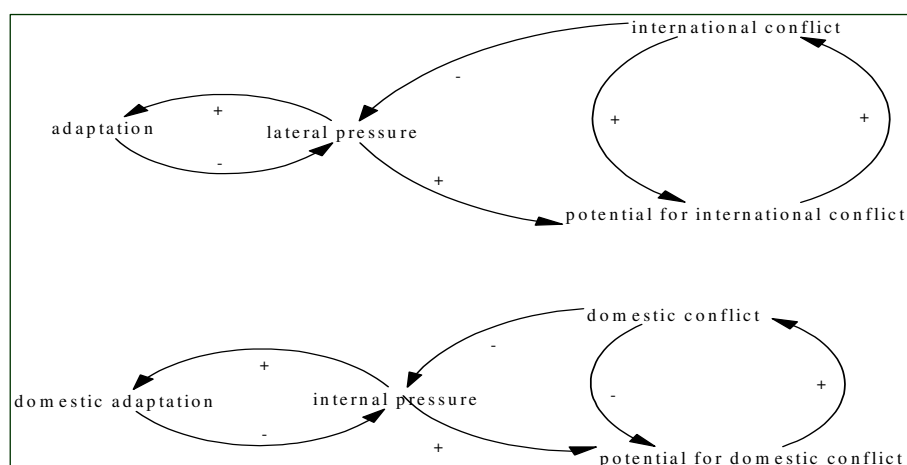 international conflict
-
+
adaptation
lateral pressure
+
+
-
+
potential for international conflict
domestic conflict
-
+
domestic adaptation
internal pressure
-
+
-
+
potential for domestic conflict